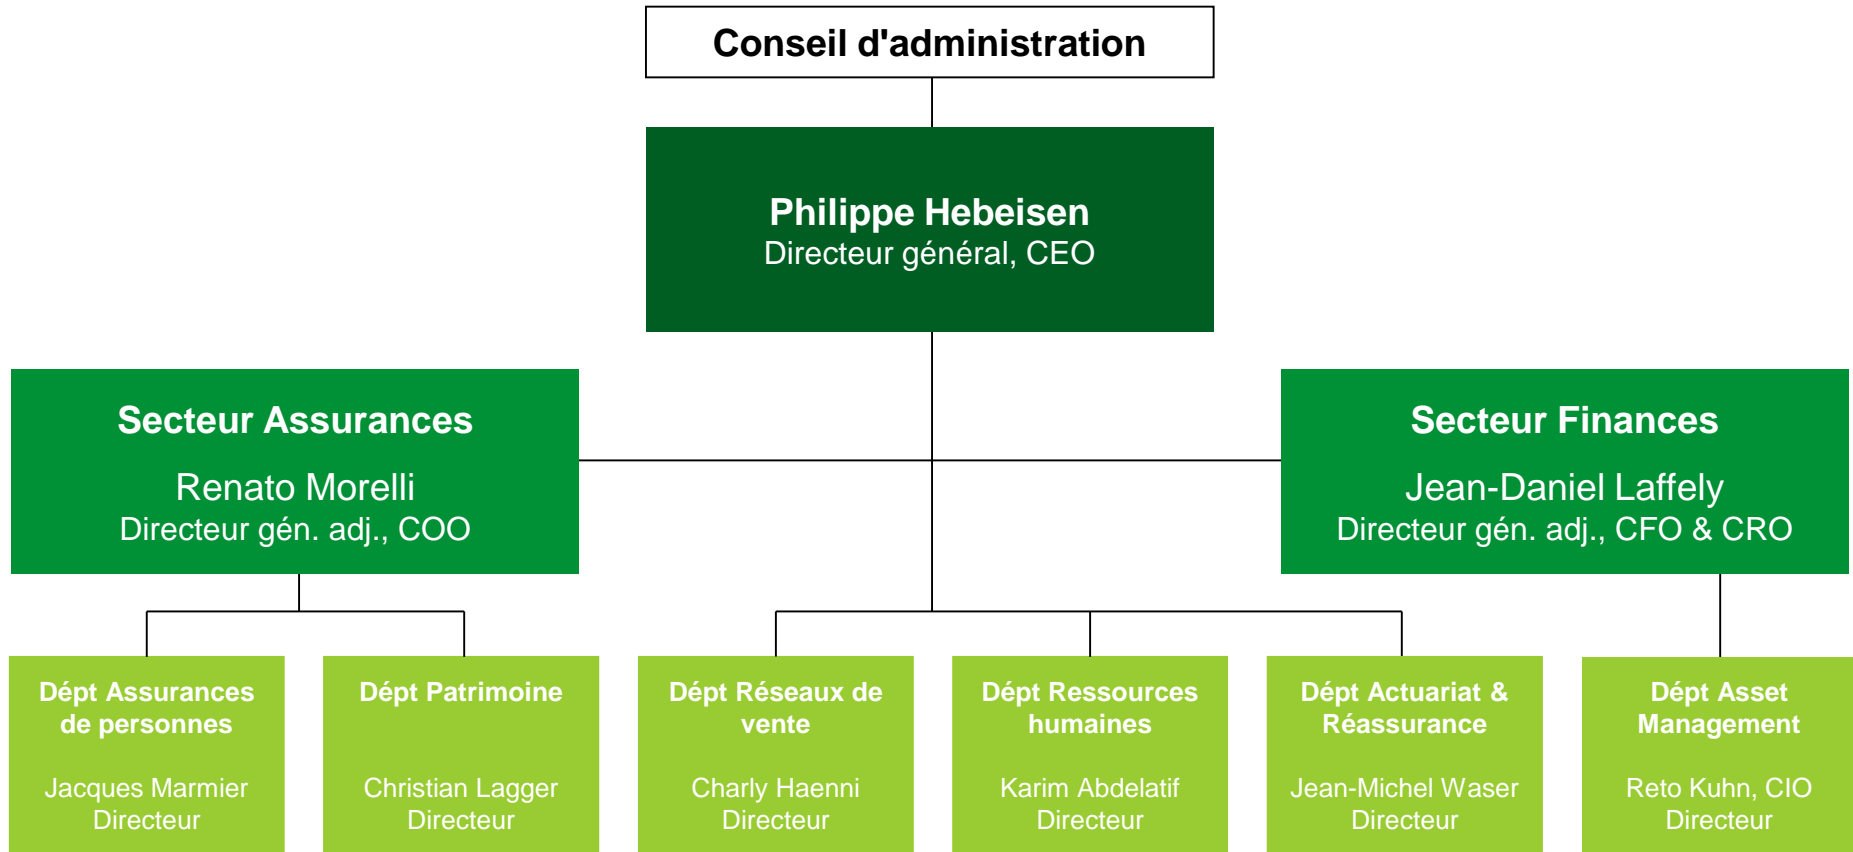 Conseil d'administration
Philippe Hebeisen
Directeur général, CEO
Secteur Assurances
Renato Morelli
Directeur gén. adj., COO
Secteur Finances
Jean-Daniel Laffely
Directeur gén. adj., CFO & CRO
Dépt Assurances
de personnes
Jacques Marmier
Directeur
Dépt Patrimoine
Christian Lagger
Directeur
Dépt Réseaux de
vente
Charly Haenni
Directeur
Dépt Ressources
humaines
Karim Abdelatif
Directeur
Dépt Actuariat &
Réassurance
Jean-Michel Waser
Directeur
Dépt Asset
Management
Reto Kuhn, CIO
Directeur